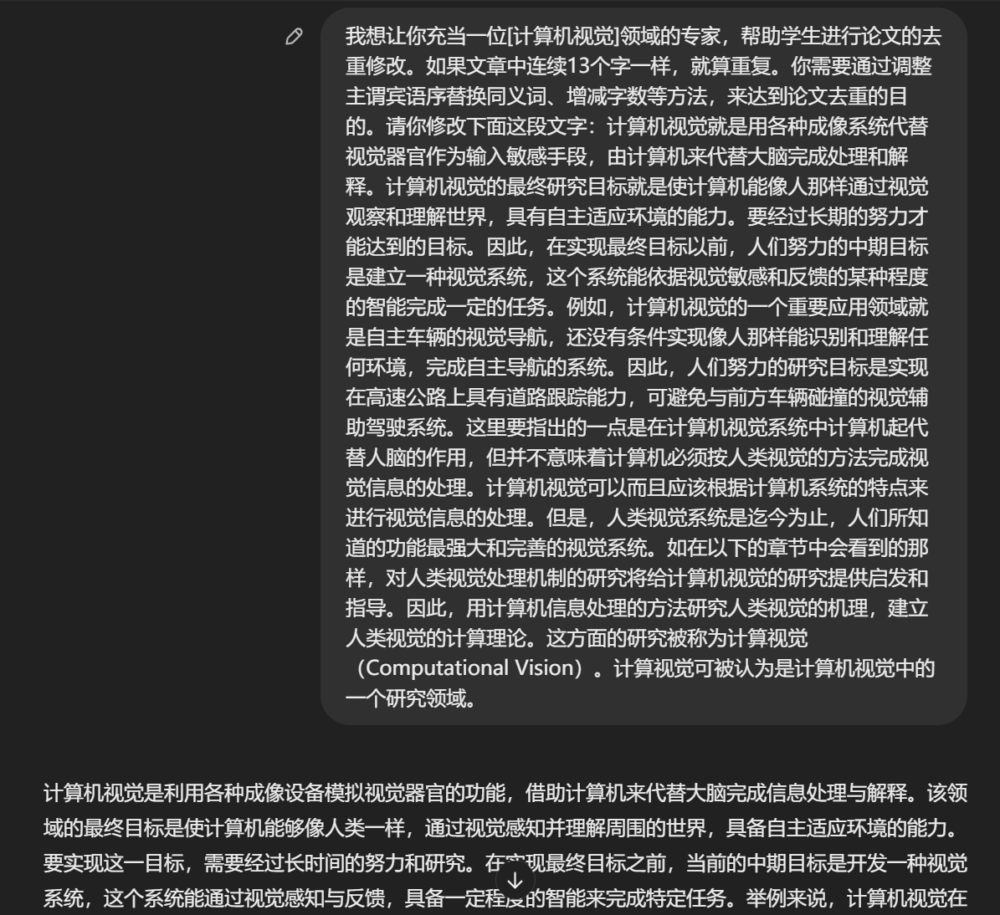 我想让你充当一位[计算机视觉]领域的专家，帮助学生进行论文的去
重修改。如果文章中连续13个字一样，就算重复。你需要通过调整
主谓宾语序替换同义词、增减字数等方法，来达到论文去重的目
的。请你修改下面这段文字：计算机视觉就是用各种成像系统代替
视觉器官作为输入敏感手段，由计算机来代替大脑完成处理和解
释。计算机视觉的最终研究目标就是使计算机能像人那样通过视觉
观察和理解世界，具有自主适应环境的能力。要经过长期的努力才
能达到的目标。因此，在实现最终目标以前，人们努力的中期目标
是建立一种视觉系统，这个系统能依据视觉敏感和反馈的某种程度
的智能完成一定的任务。例如，计算机视觉的一个重要应用领域就
是自主车辆的视觉导航，还没有条件实现像人那样能识别和理解任
何环境，完成自主导航的系统。因此，人们努力的研究目标是实现
在高速公路上具有道路跟踪能力，可避免与前方车辆碰撞的视觉辅
助驾驶系统。这里要指出的一点是在计算机视觉系统中计算机起代
替人脑的作用，但并不意味着计算机必须按人类视觉的方法完成视
觉信息的处理。计算机视觉可以而且应该根据计算机系统的特点来
进行视觉信息的处理。但是，人类视觉系统是迄今为止，人们所知
道的功能最强大和完善的视觉系统。如在以下的章节中会看到的那
样，对人类视觉处理机制的研究将给计算机视觉的研究提供启发和
指导。因此，用计算机信息处理的方法研究人类视觉的机理，建立
人类视觉的计算理论。这方面的研究被称为计算视觉
（Computational Vision）。计算视觉可被认为是计算机视觉中的
一个研究领域。
计算机视觉是利用各种成像设备模拟视觉器官的功能，借助计算机来代替大脑完成信息处理与解释。该领
域的最终目标是使计算机能够像人类一样，通过视觉感知并理解周围的世界，具备自主适应环境的能力。
要实现这一目标，需要经过长时间的努力和研究。在实现最终目标之前，当前的中期目标是开发一种视觉
系统，这个系统能通过视觉感知与反馈，具备一定程度的智能来完成特定任务。举例来说，计算机视觉在